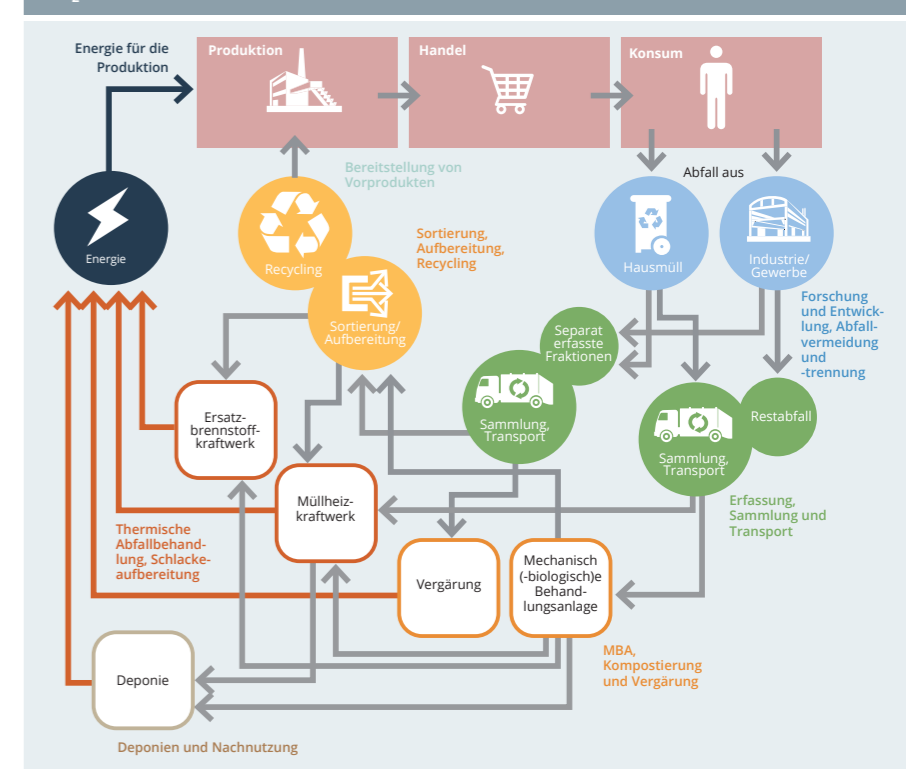 Energie für die
Produktion
Produktion
Handel
Konsum
Bereitstellung von
Vorprodukten
Abfall aus
Energie
Recycling
Sortierung,
Aufbereitung,
Recycling
Hausmüll
Industrie/
Gewerbe
Sortierung/
Aufbereitung
Separat
erfasste
Fraktionen
Forschung
und Entwick-
lung, Abfall-
vermeidung
und
-trennung
Ersatz-
brennstoff-
kraftwerk
Sammlung,
Transport
Restabfall
Sammlung,
Transport
Müllheiz-
kraftwerk
Erfassung,
Sammlung und
Transport
Thermische
Abfallbehand-
lung, Schlacke-
aufbereitung
Vergärung
Mechanisch
(-biologisch)e
Behand-
lungsanlage
MBA,
Kompostierung
und Vergärung
Deponie
Deponien und Nachnutzung